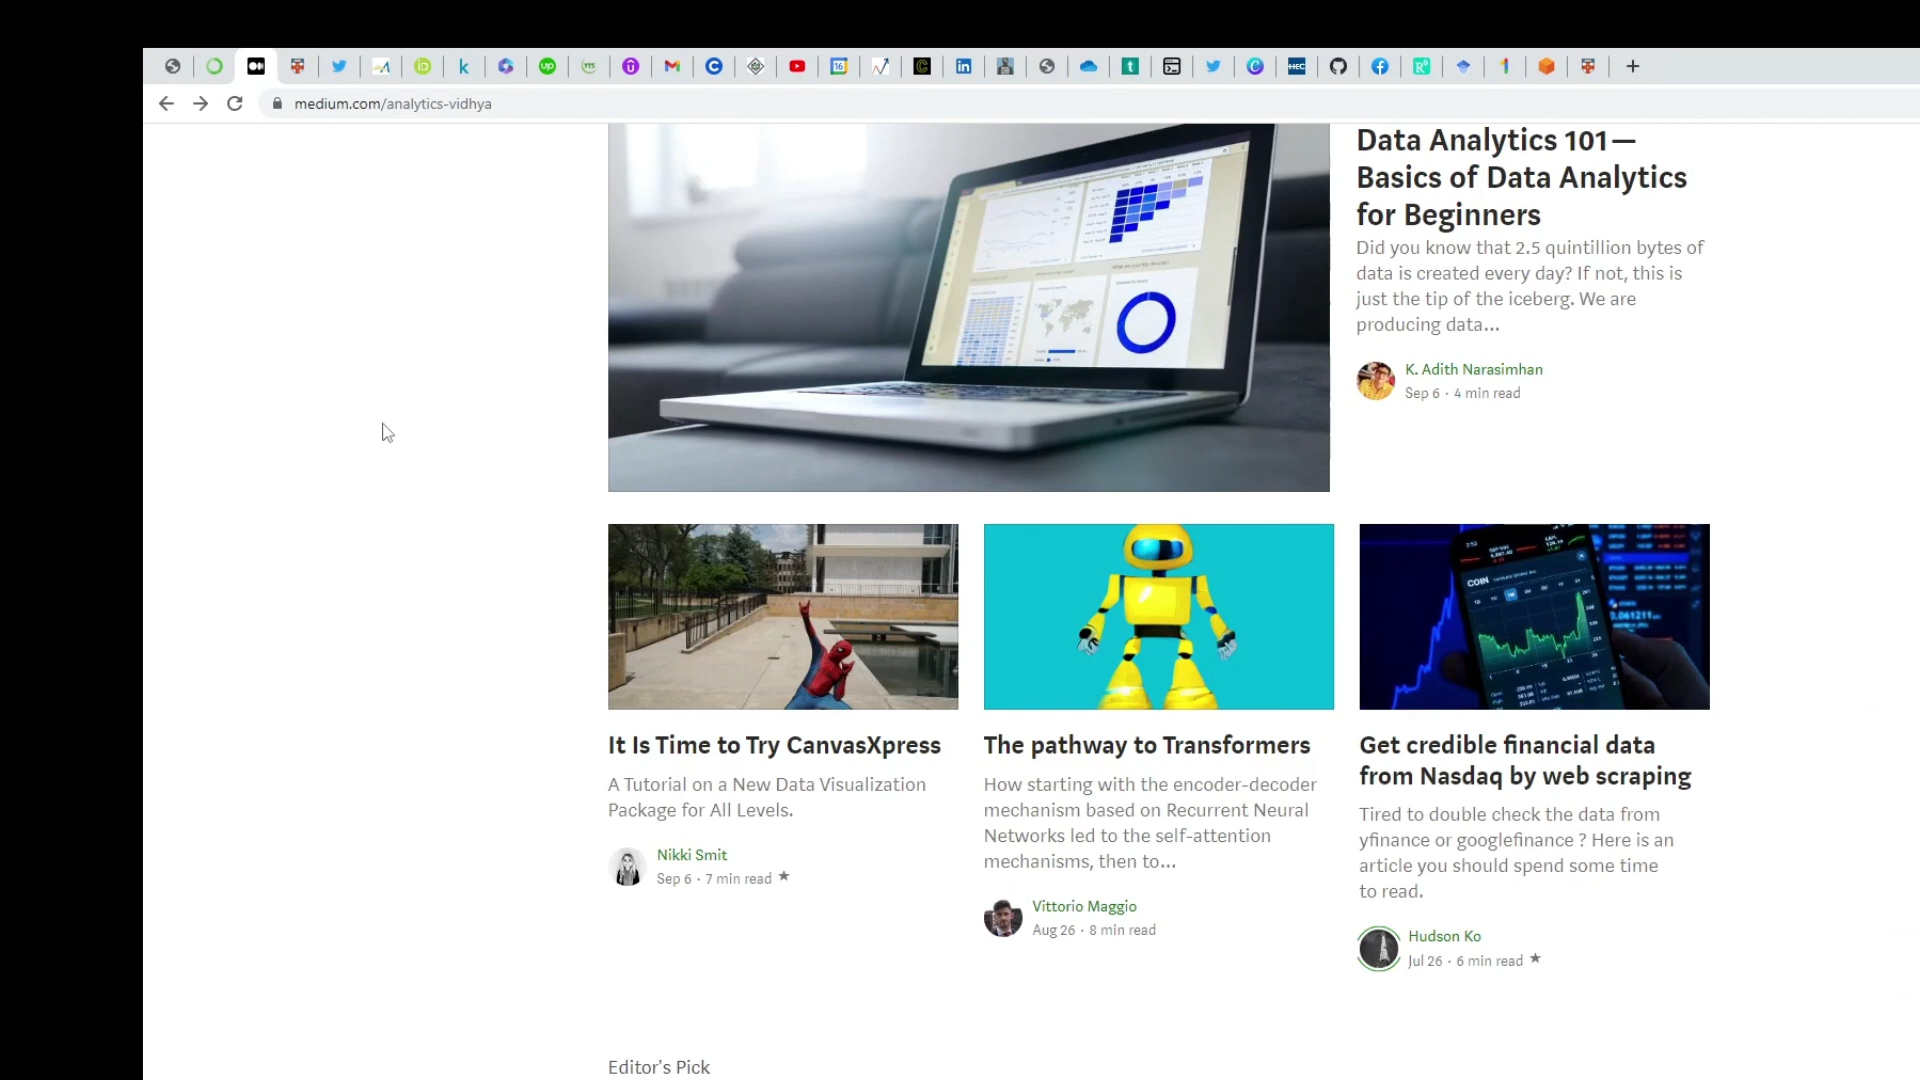 medium.com/analytics-vidhya
Data Analytics 101—
Basics of Data Analytics
for Beginners
Did you know that 2.5 quintillion bytes of
data is created every day? If not, this is
just the tip of the iceberg. We are
producing data...
K. Adith Narasimhan
Sep 6 · 4 min read
COIN
It Is Time to Try CanvasXpress
A Tutorial on a New Data Visualization
Package for All Levels.
Nikki Smit
Sep 6 · 7 min read ★
The pathway to Transformers
How starting with the encoder-decoder
mechanism based on Recurrent Neural
Networks led to the self-attention
mechanisms, then to...
Vittorio Maggio
Aug 26 · 8 min read
Get credible financial data
from Nasdaq by web scraping
Tired to double check the data from
yfinance or googlefinance ? Here is an
article you should spend some time
to read.
Hudson Ko
Jul 26 · 6 min read ★
Editor's Pick